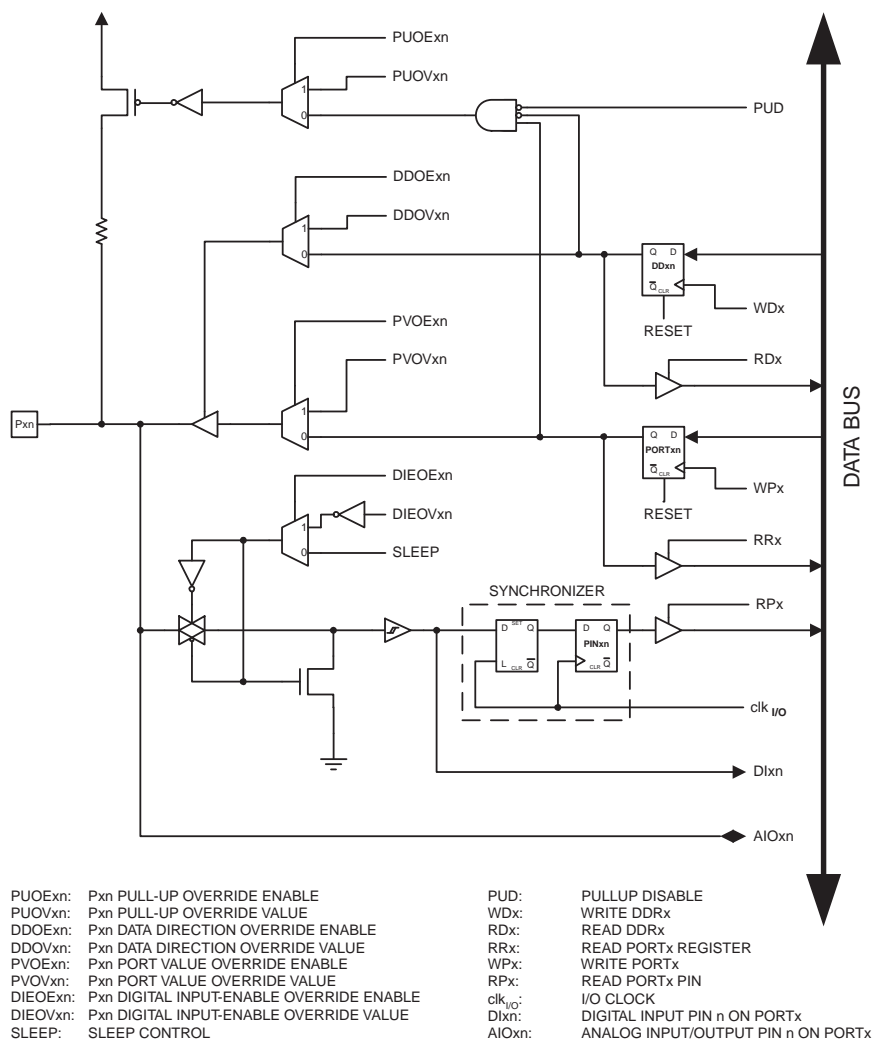 PUOExn
PUOVxn
1
0
PUD
DDOExn
DDOVxn
1
0
Q D
DDxn
Q CLR
WDx
RESET
PVOExn
RDx
PVOVxn
1
0
Pxn
Q D
PORTxn
Q CLR
DATA BUS
DIEOExn
WPx
DIEOVxn
RESET
1
0
SLEEP
RRx
SYNCHRONIZER
RPx
D SET Q
L CLR Q
D Q
PINxn
CLR Q
clk I/O
DIxn
AIOxn
PUOExn: Pxn PULL-UP OVERRIDE ENABLE
PUOVxn: Pxn PULL-UP OVERRIDE VALUE
DDOExn: Pxn DATA DIRECTION OVERRIDE ENABLE
DDOVxn: Pxn DATA DIRECTION OVERRIDE VALUE
PVOExn: Pxn PORT VALUE OVERRIDE ENABLE
PVOVxn: Pxn PORT VALUE OVERRIDE VALUE
DIEOExn: Pxn DIGITAL INPUT-ENABLE OVERRIDE ENABLE
DIEOVxn: Pxn DIGITAL INPUT-ENABLE OVERRIDE VALUE
SLEEP: SLEEP CONTROL
PUD: PULLUP DISABLE
WDx: WRITE DDRx
RDx: READ DDRx
RRx: READ PORTx REGISTER
WPx: WRITE PORTx
RPx: READ PORTx PIN
clkI/O: I/O CLOCK
DIxn: DIGITAL INPUT PIN n ON PORTx
AIOxn: ANALOG INPUT/OUTPUT PIN n ON PORTx